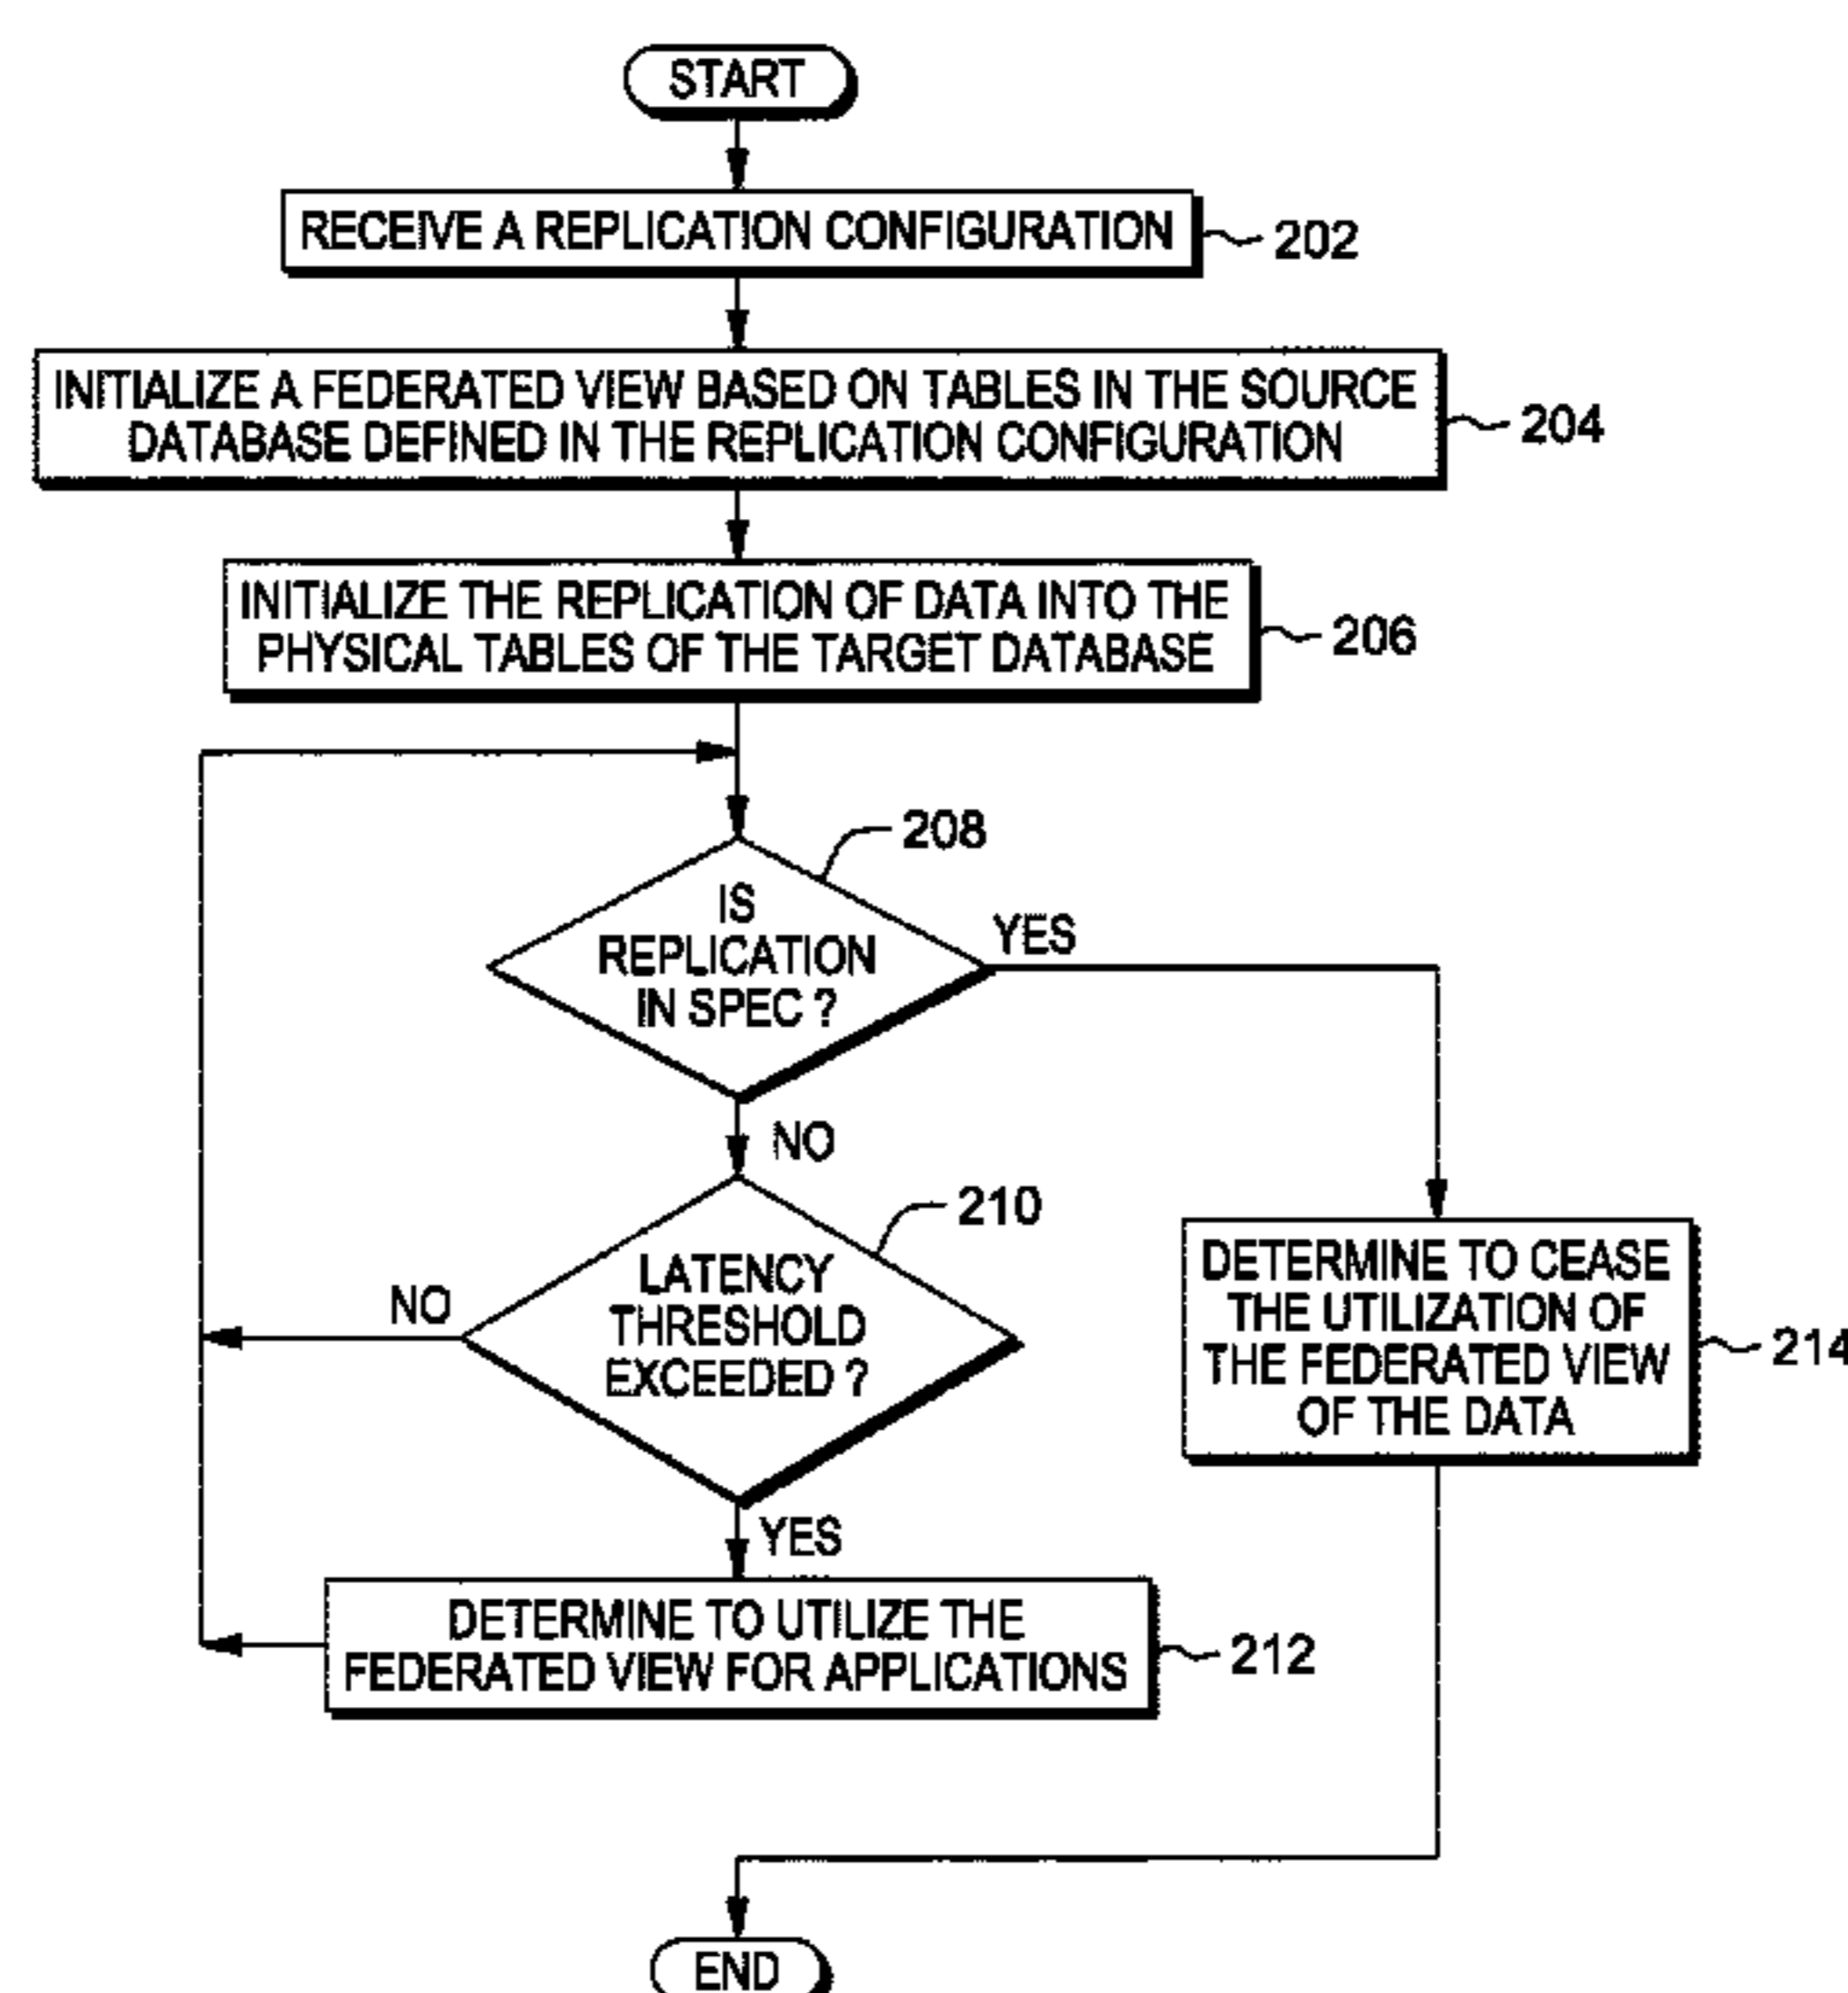 START
RECEIVE A REPLICATION CONFIGURATION
202
INITIALIZE A FEDERATED VIEW BASED ON TABLES IN THE SOURCE
DATABASE DEFINED IN THE REPLICATION CONFIGURATION
204
INITIALIZE THE REPLICATION OF DATA INTO THE
PHYSICAL TABLES OF THE TARGET DATABASE
206
208
IS
REPLICATION
IN SPEC ?
YES
NO
210
LATENCY
THRESHOLD
EXCEEDED ?
NO
YES
DETERMINE TO CEASE
THE UTILIZATION OF
THE FEDERATED VIEW
OF THE DATA
214
DETERMINE TO UTILIZE THE
FEDERATED VIEW FOR APPLICATIONS
212
END